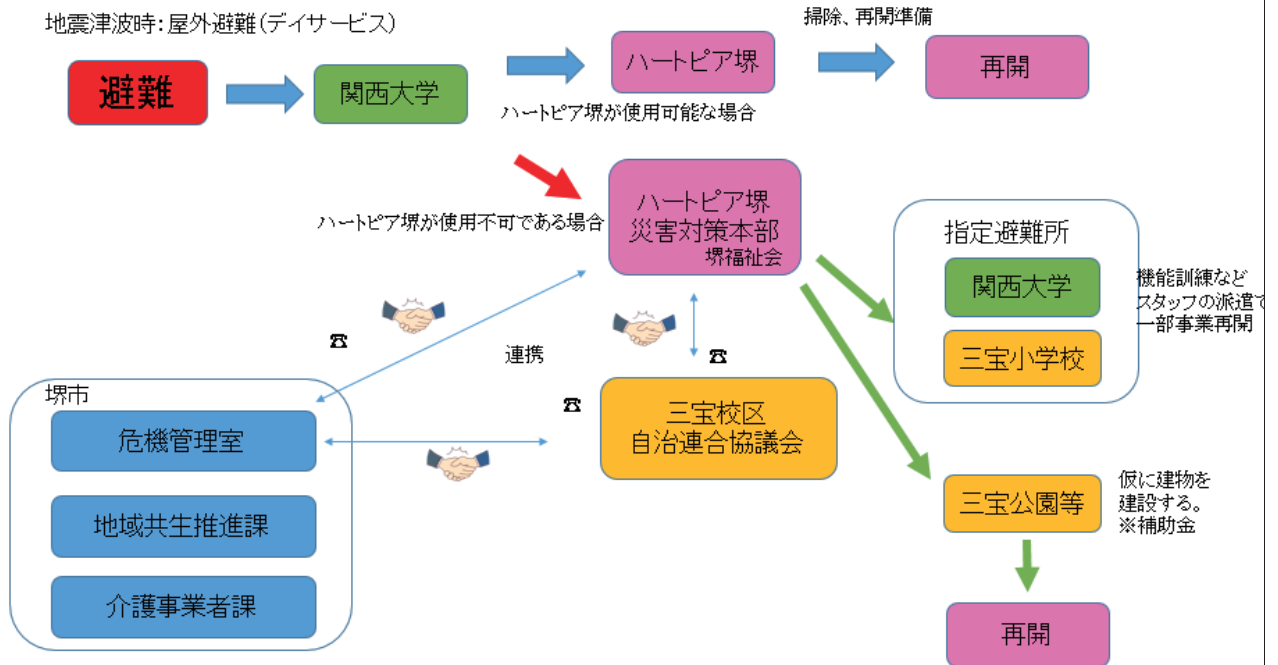 地震津波時：屋外避難（デイサービス）
避難
関西大学
ハートピア堺
掃除、再開準備
再開
ハートピア堺が使用可能な場合
ハートピア堺が使用不可である場合
ハートピア堺
災害対策本部
堺福祉会
指定避難所
関西大学
三宝小学校
機能訓練など
スタッフの派遣で
一部事業再開
☎
連携
☎
☎
堺市
危機管理室
地域共生推進課
介護事業者課
三宝校区
自治連合協議会
三宝公園等
仮に建物を
建設する。
※補助金
再開